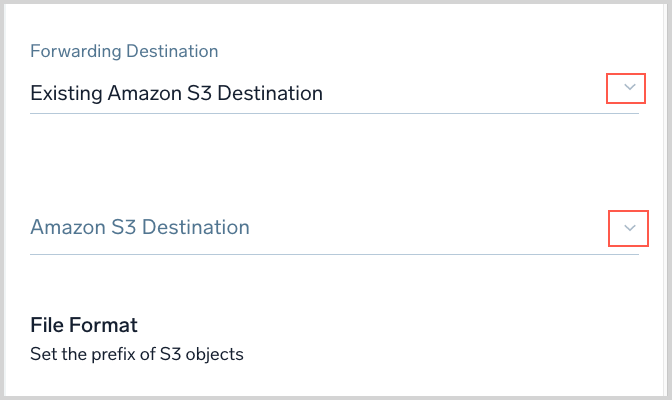 Forwarding Destination
Existing Amazon S3 Destination
Amazon S3 Destination
File Format
Set the prefix of S3 objects